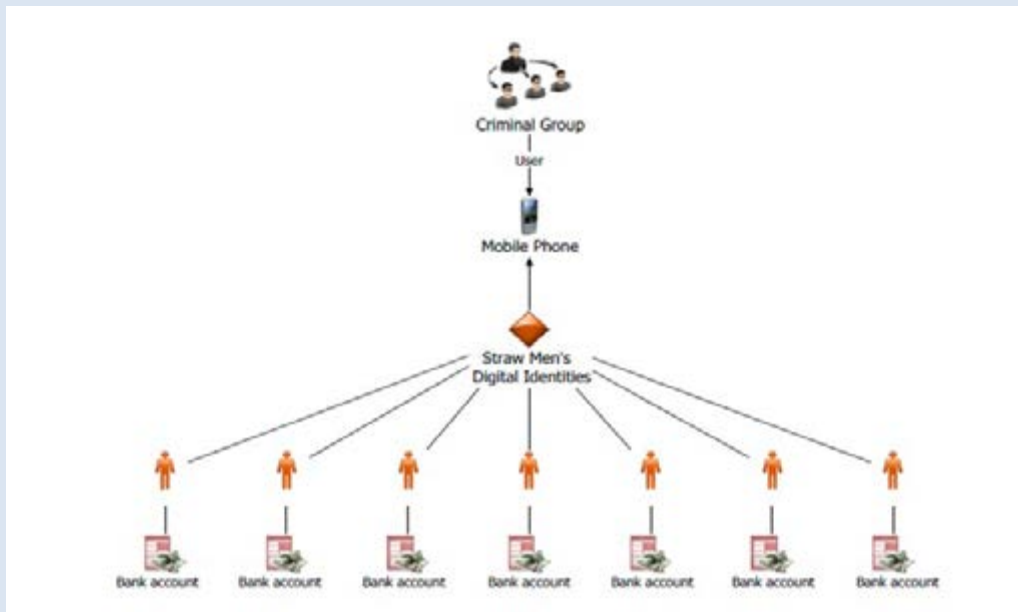 Criminal Group
User
Mobile Phone
Straw Men's
Digital Identities
Bank account Bank account Bank account Bank account Bank account Bank account Bank account